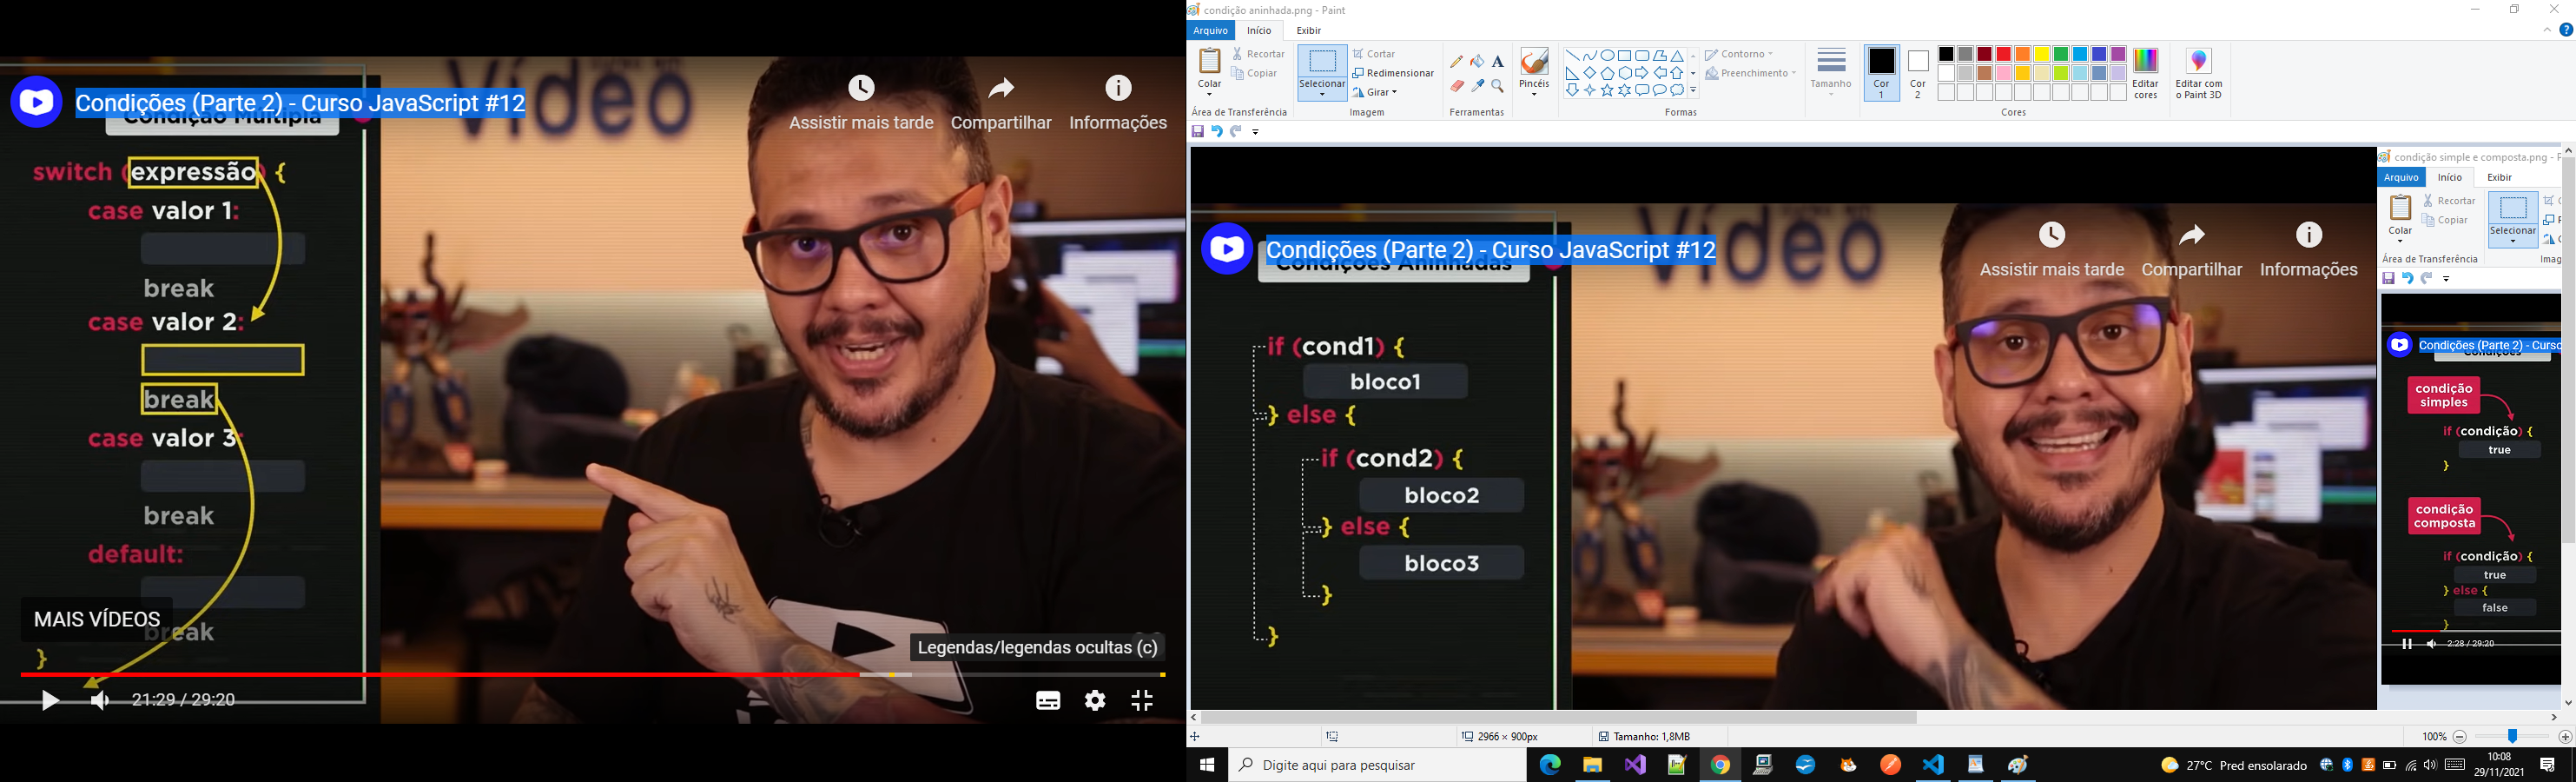 Condições (Parte 2) - Curso JavaScript #12
Condição Múltipla
Vídeo
Assistir mais tarde
Compartilhar
Informações
switch (expressão) {
case valor 1:
break
case valor 2:
break
case valor 3:
break
default:
break
}
MAIS VÍDEOS
Legendas/legendas ocultas (c)
21:29 / 29:20
condição aninhada.png - Paint
Arquivo
Início
Exibir
Colar
Recortar
Copiar
Área de Transferência
Selecionar
Cortar
Redimensionar
Girar
Imagem
Ferramentas
Pincéis
Contorno
Preenchimento
Formas
Tamanho
Cor
1
Cor
2
Cores
Editar
cores
Editar com
o Paint 3D
Condições (Parte 2) - Curso JavaScript #12
Condições Aninhadas
Vídeo
Assistir mais tarde
Compartilhar
Informações
if (cond1) {
bloco1
} else {
if (cond2) {
bloco2
} else {
bloco3
}
}
condição simple e composta.png - P
Arquivo
Início
Exibir
Colar
Recortar
Copiar
Selecionar
Área de Transferência
Imag
Condições (Parte 2) - Curso
Condições
condição
simples
if (condição) {
true
}
condição
composta
if (condição) {
true
} else {
false
}
2:28 / 29:20
2966 × 900px
Tamanho: 1,8MB
100%
Digite aqui para pesquisar
27°C Pred ensolarado
10:08
29/11/2021